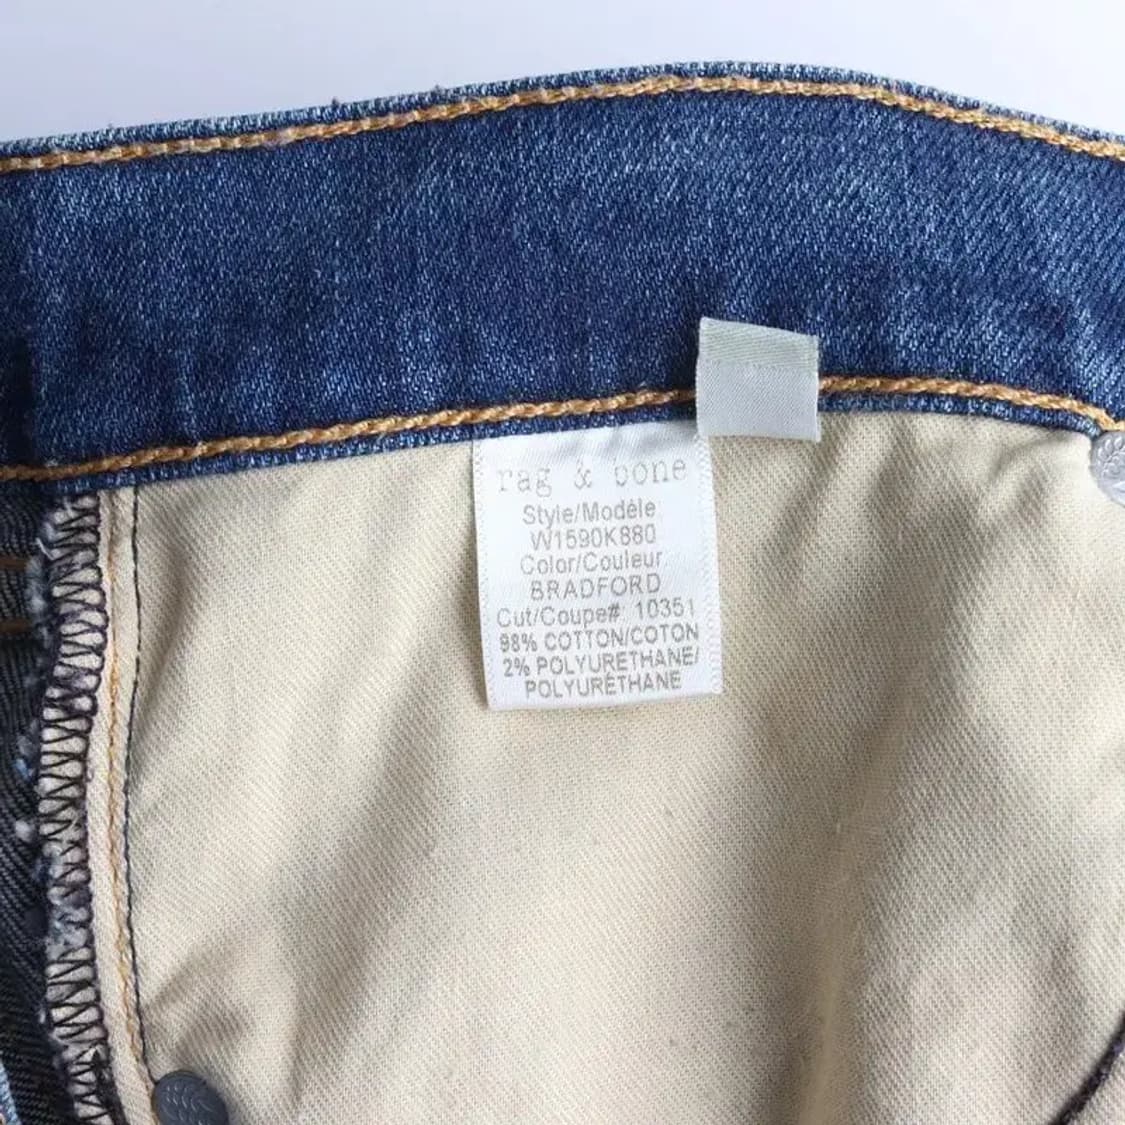 rag & bone
Style/Modèle
W1590K880
Color/Couleur
BRADFORD
Cut/Coupe# 10351
98% COTTON/COTON
2% POLYURETHANE/
POLYURÉTHANE